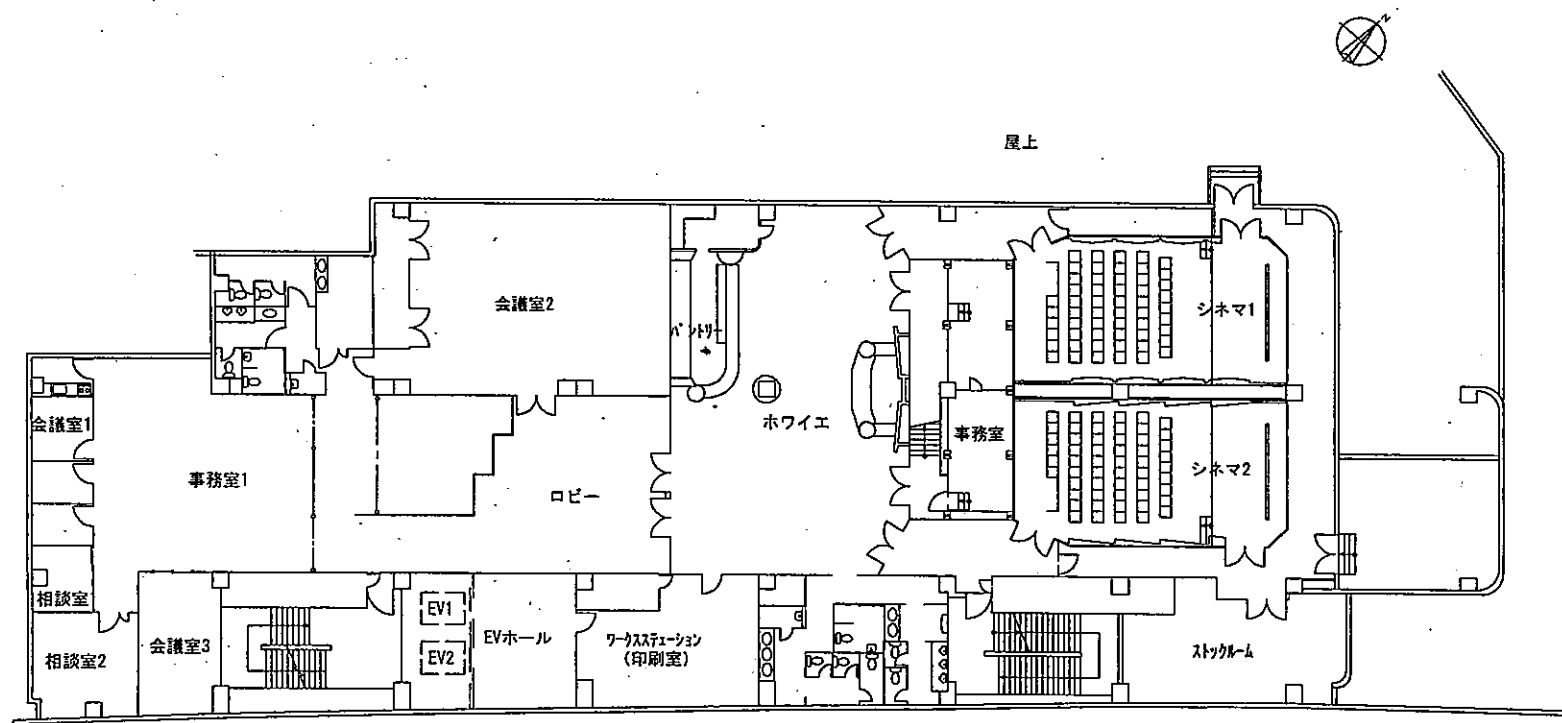 N
屋上
会議室2
パントリー
シネマ1
会議室1
事務室1
ロビー
ホワイエ
事務室
シネマ2
相談室
相談室2
会議室3
EV1
EV2
EVホール
ワークスステェーション
(印刷室)
ストックルーム